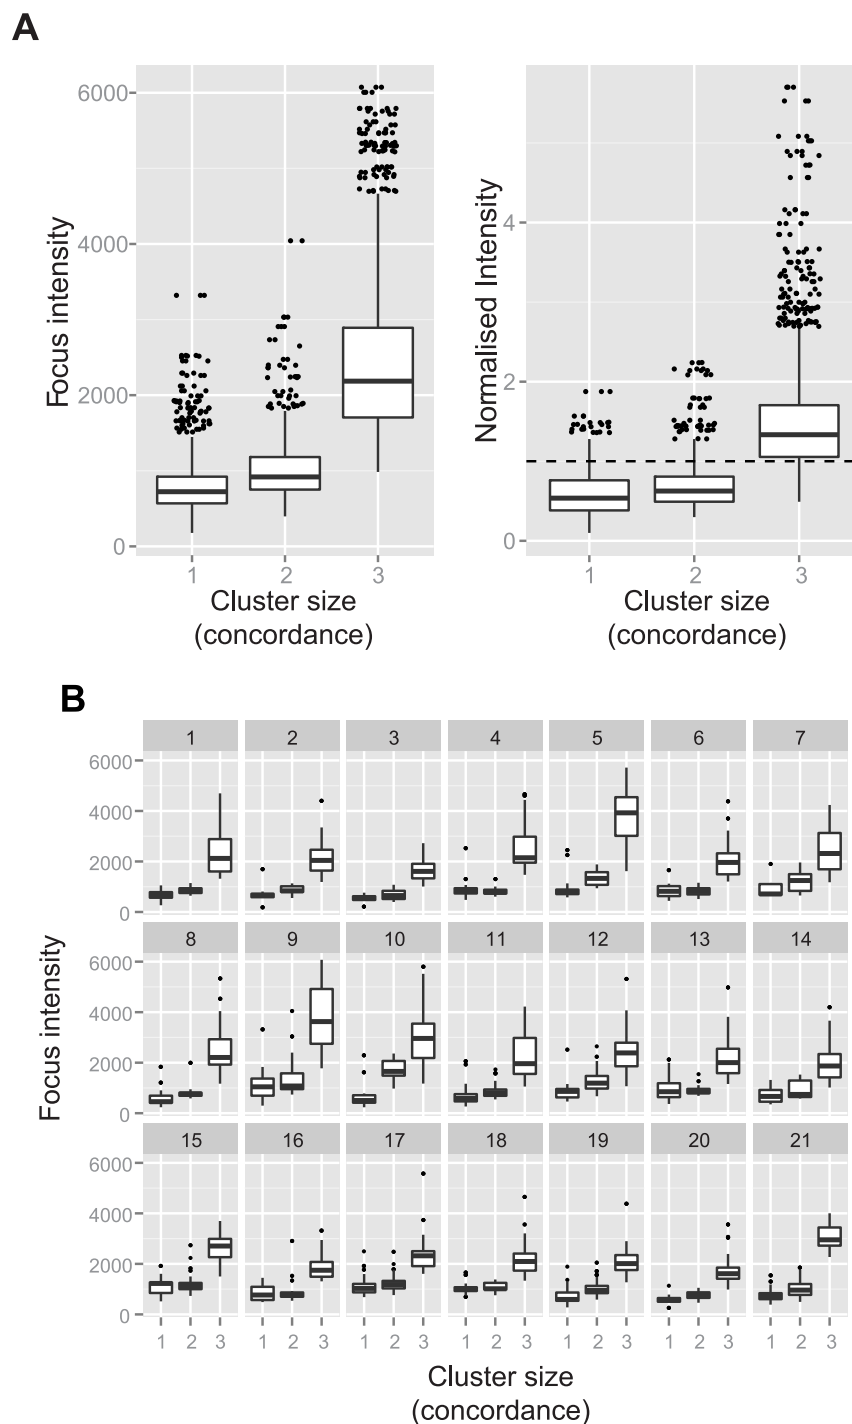 A
6000
4000
2000
0
Focus intensity
1 2 3
Cluster size
(concordance)
4
2
0
Normalised Intensity
1 2 3
Cluster size
(concordance)
B
1 2 3 4 5 6 7
6000
4000
2000
0
8 9 10 11 12 13 14
6000
4000
2000
0
Focus intensity
15 16 17 18 19 20 21
6000
4000
2000
0
1 2 3 1 2 3 1 2 3 1 2 3 1 2 3 1 2 3 1 2 3
Cluster size
(concordance)